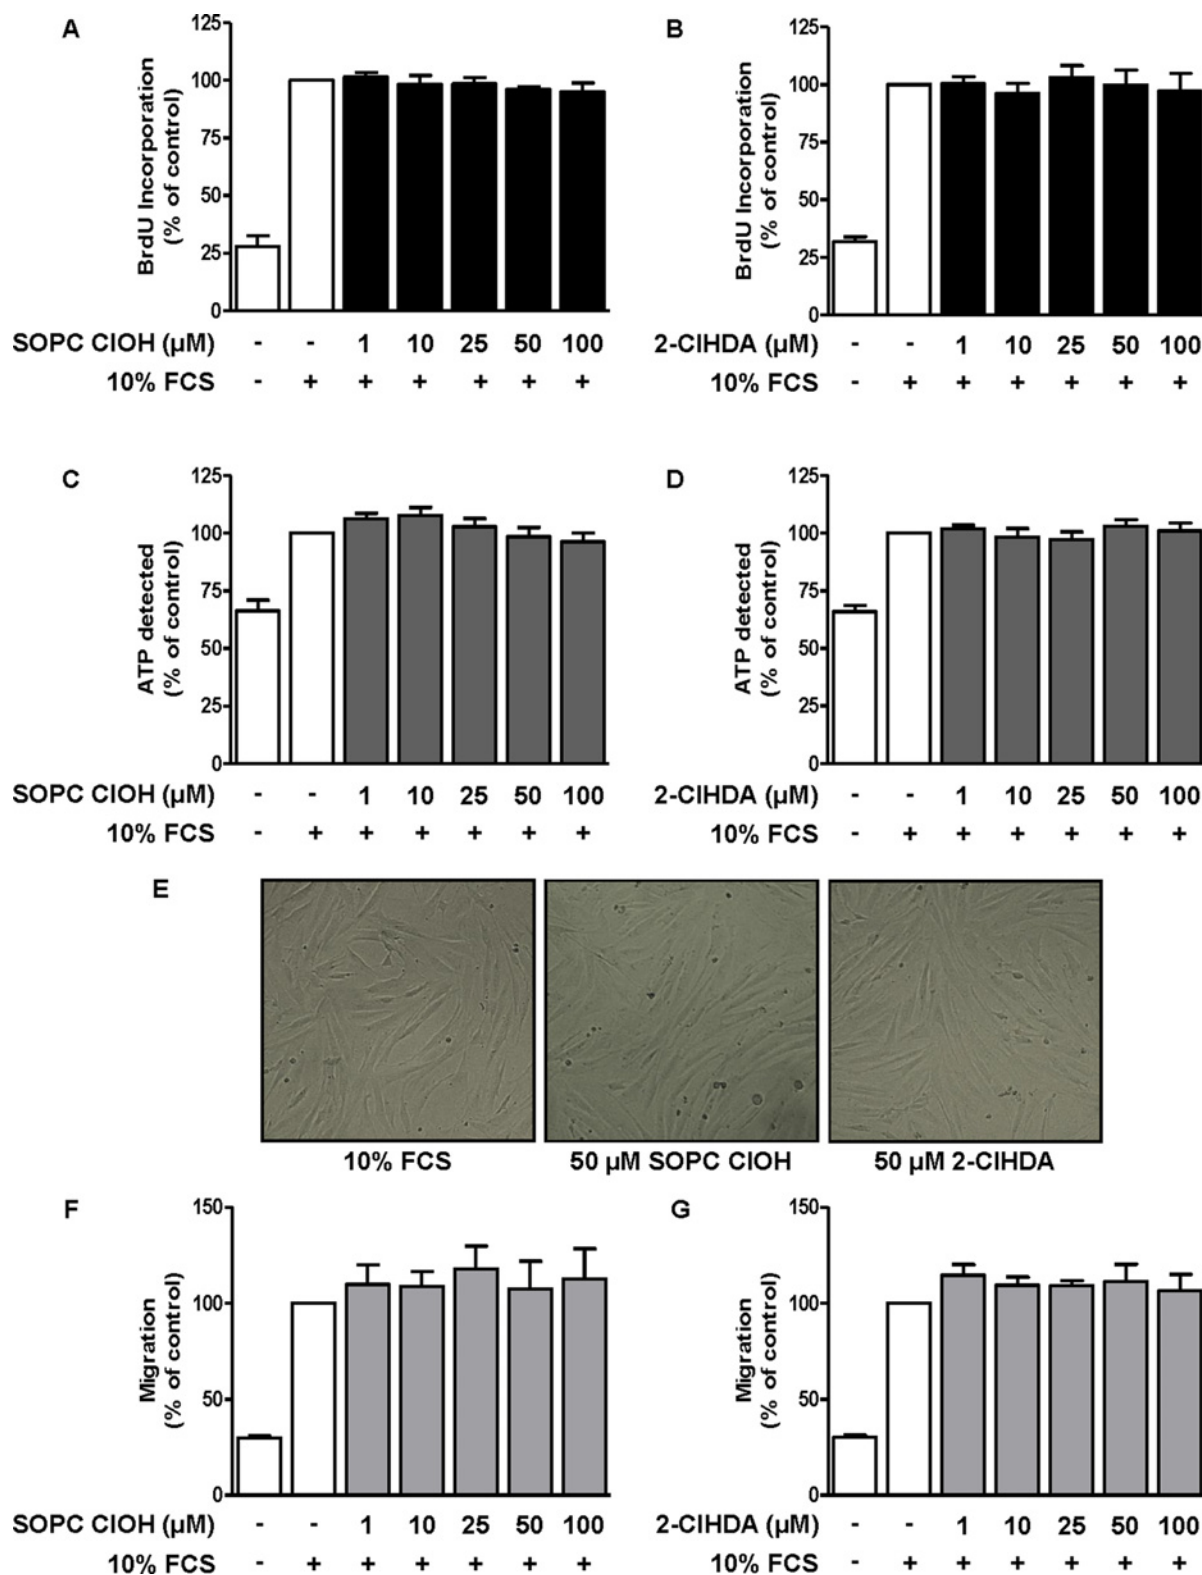 A
BrdU Incorporation
(% of control)
125
100
75
50
25
0
SOPC ClOH (µM) - - 1 10 25 50 100
10% FCS - + + + + + +
B
BrdU Incorporation
(% of control)
125
100
75
50
25
0
2-ClHDA (µM) - - 1 10 25 50 100
10% FCS - + + + + + +
C
ATP detected
(% of control)
125
100
75
50
25
0
SOPC ClOH (µM) - - 1 10 25 50 100
10% FCS - + + + + + +
D
ATP detected
(% of control)
125
100
75
50
25
0
2-ClHDA (µM) - - 1 10 25 50 100
10% FCS - + + + + + +
E
10% FCS
50 µM SOPC ClOH
50 µM 2-ClHDA
F
Migration
(% of control)
150
100
50
0
SOPC ClOH (µM) - - 1 10 25 50 100
10% FCS - + + + + + +
G
Migration
(% of control)
150
100
50
0
2-ClHDA (µM) - - 1 10 25 50 100
10% FCS - + + + + + +